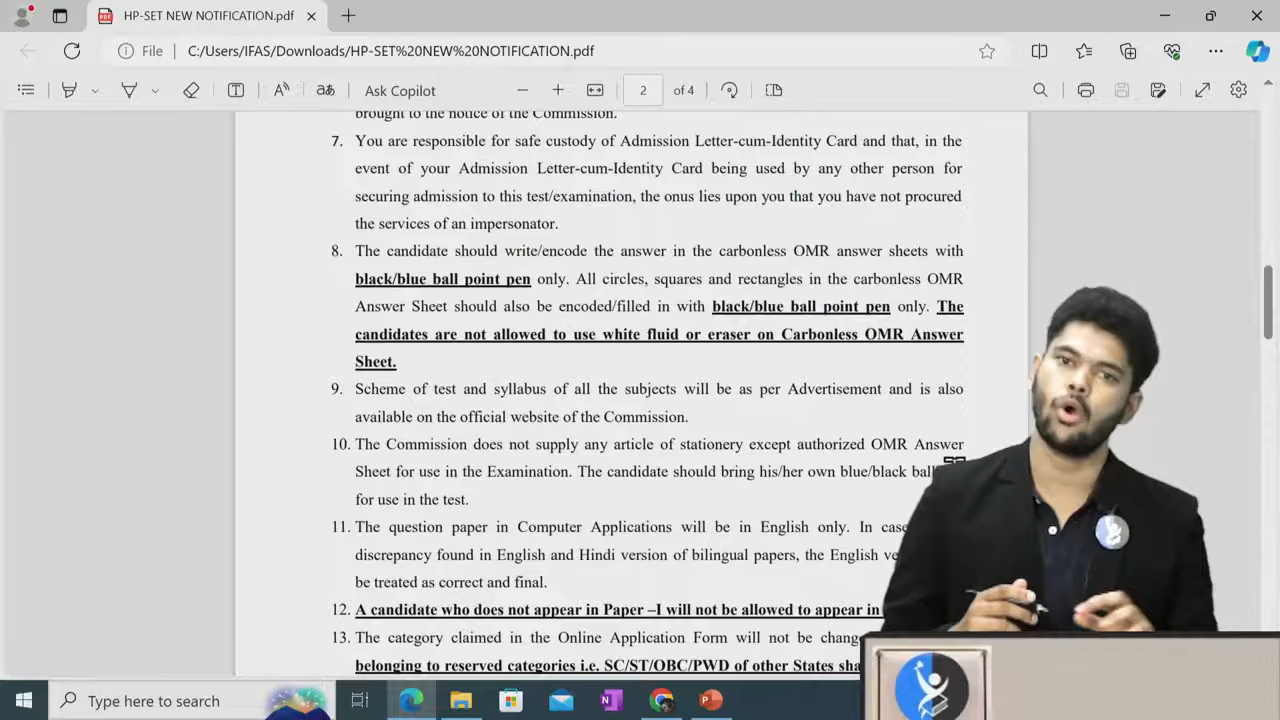 HP-SET NEW NOTIFICATION.pdf
File C:/Users/IFAS/Downloads/HP-SET%20NEW%20NOTIFICATION.pdf
Ask Copilot
2 of 4
brought to the notice of the Commission.
7. You are responsible for safe custody of Admission Letter-cum-Identity Card and that, in the
event of your Admission Letter-cum-Identity Card being used by any other person for
securing admission to this test/examination, the onus lies upon you that you have not procured
the services of an impersonator.
8. The candidate should write/encode the answer in the carbonless OMR answer sheets with
black/blue ball point pen only. All circles, squares and rectangles in the carbonless OMR
Answer Sheet should also be encoded/filled in with black/blue ball point pen only. The
candidates are not allowed to use white fluid or eraser on Carbonless OMR Answer
Sheet.
9. Scheme of test and syllabus of all the subjects will be as per Advertisement and is also
available on the official website of the Commission.
10. The Commission does not supply any article of stationery except authorized OMR Answer
Sheet for use in the Examination. The candidate should bring his/her own blue/black ball
for use in the test.
11. The question paper in Computer Applications will be in English only. In case
discrepancy found in English and Hindi version of bilingual papers, the English ve
be treated as correct and final.
12. A candidate who does not appear in Paper –I will not be allowed to appear in
13. The category claimed in the Online Application Form will not be chang
belonging to reserved categories i.e. SC/ST/OBC/PWD of other States sha
Type here to search